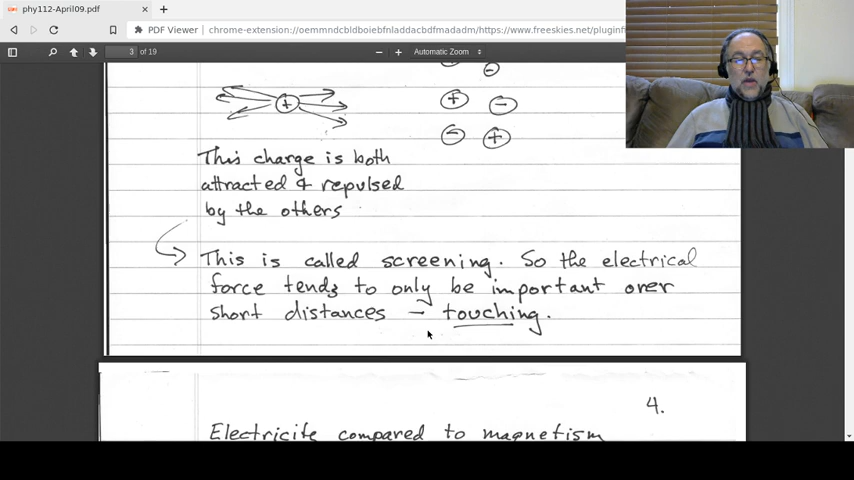 phy112-April09.pdf
PDF Viewer | chrome-extension://oemmndcbldboiebfnladdacbdfmadadm/https://www.freeskies.net/pluginfi
3 of 19
Automatic Zoom
-
+
+ -
- +
This charge is both
attracted & repulsed
by the others
This is called screening. So the electrical
force tends to only be important over
short distances - touching.
4.
Electricite compared to magnetism